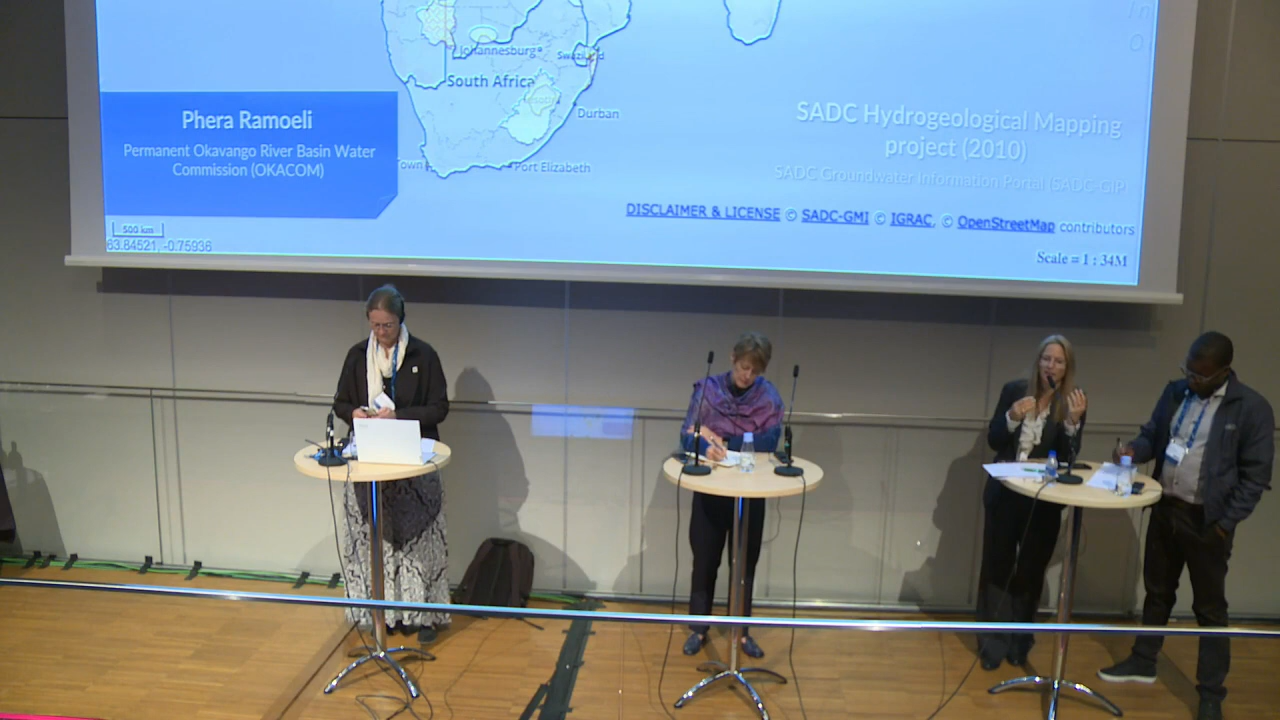 Johannesburg
Swaziland
South Africa
Lesotho
Durban
Town
Port Elizabeth
Phera Ramoeli
Permanent Okavango River Basin Water
Commission (OKACOM)
SADC Hydrogeological Mapping
project (2010)
SADC Groundwater Information Portal (SADC-GIP)
DISCLAIMER & LICENSE © SADC-GMI © IGRAC, © OpenStreetMap contributors
500 km
63.84521, -0.75936
Scale = 1 : 34M